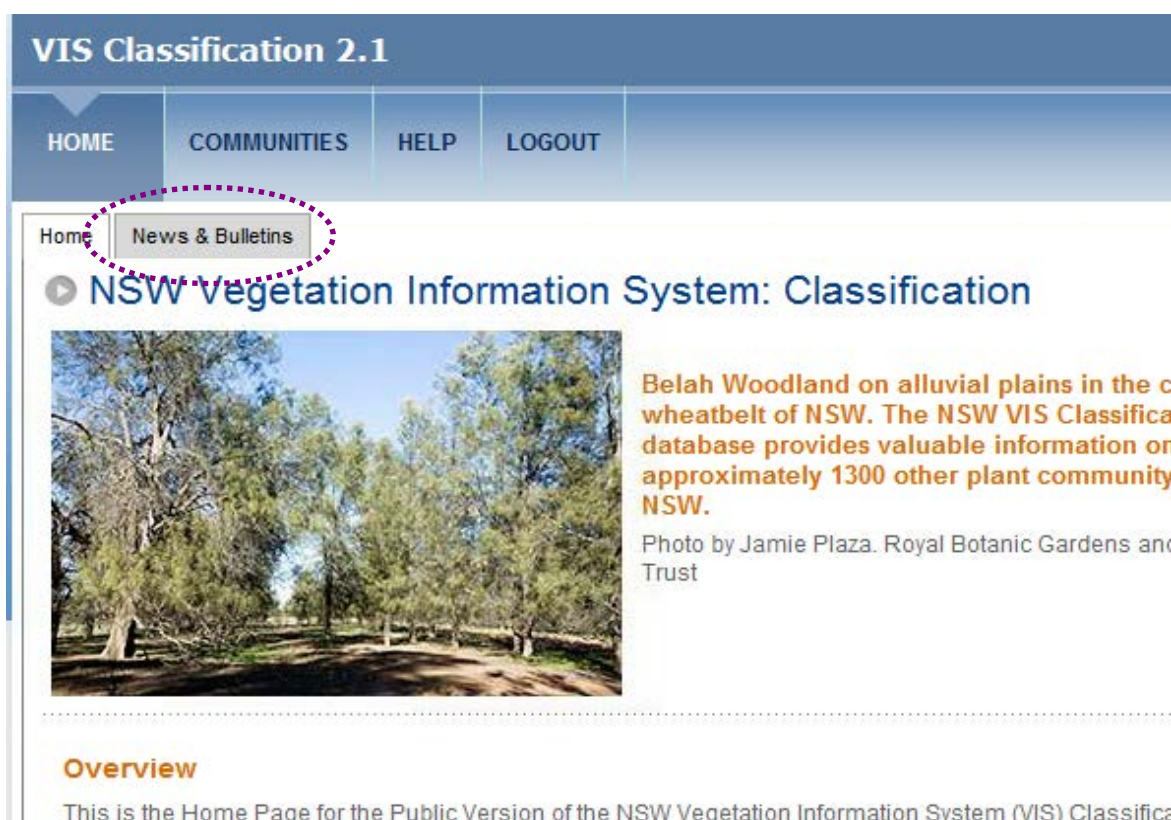 VIS Classification 2.1
HOME COMMUNITIES HELP LOGOUT
Home News & Bulletins
NSW Vegetation Information System: Classification
Belah Woodland on alluvial plains in the
wheatbelt of NSW. The NSW VIS
database provides valuable information on
approximately 1300 other plant community
NSW.
Photo by Jamie Plaza. Royal Botanic Gardens and
Trust
Overview
This is the Home Page for the Public Version of the NSW Vegetation Information System (VIS)